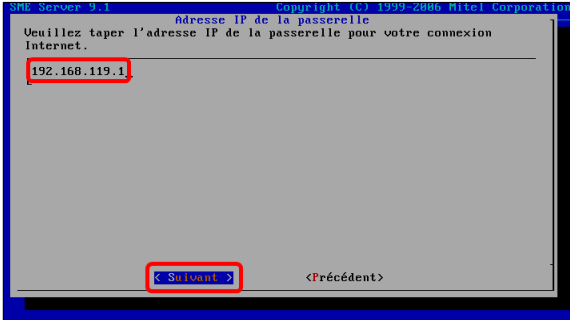 SME Server 9.1 Copyright (C) 1999-2006 Mitel Corporation
Adresse IP de la passerelle
Veuillez taper l'adresse IP de la passerelle pour votre connexion
Internet.
192.168.119.1_
< Suivant > <Précédent>